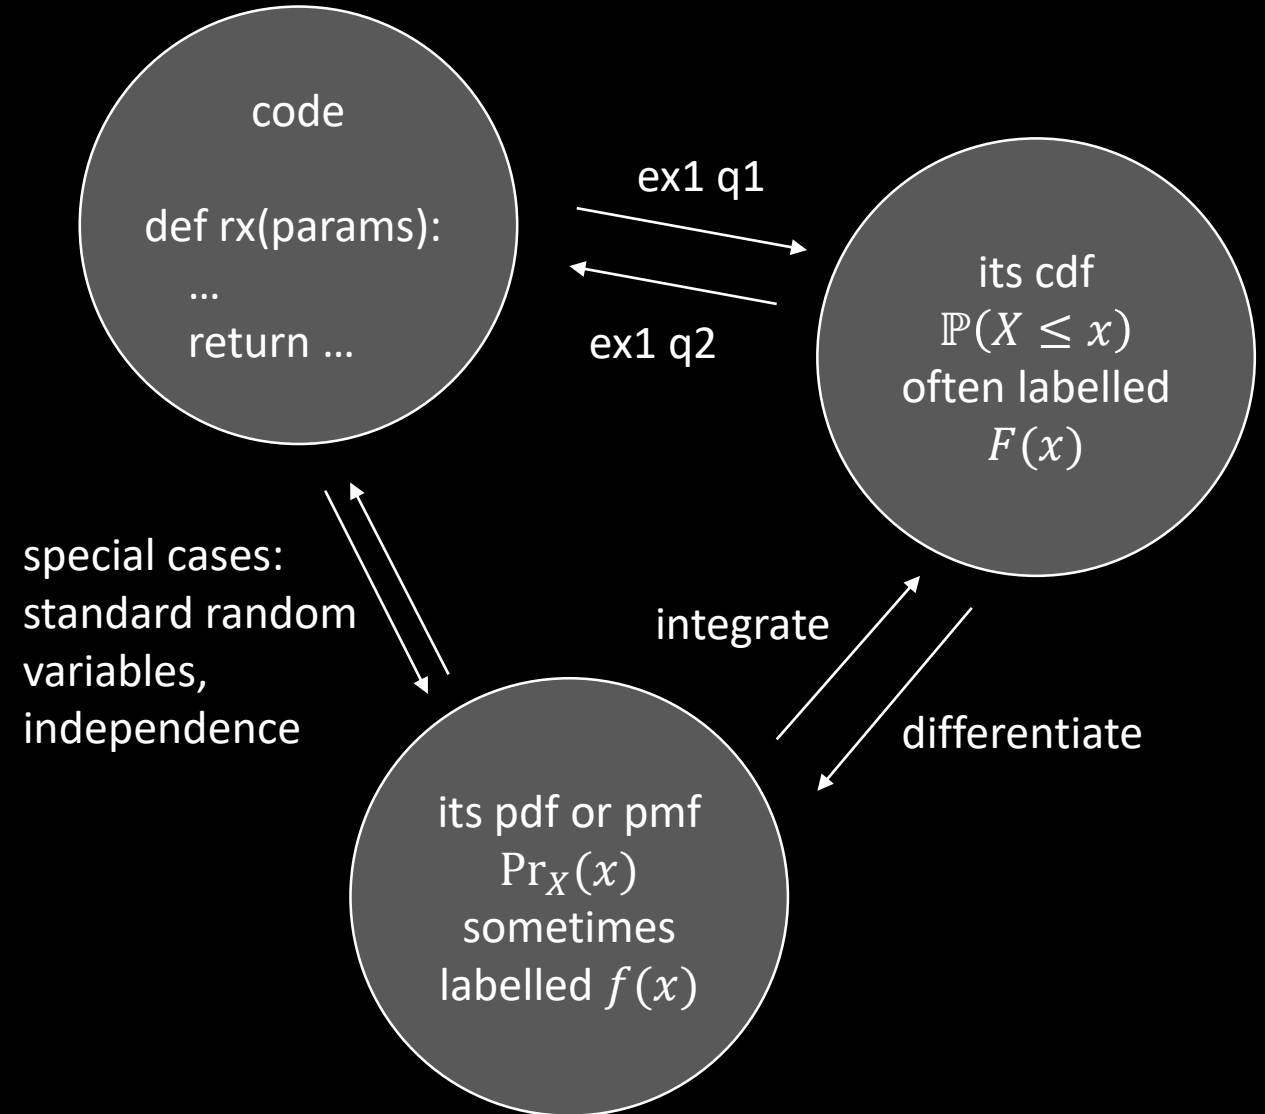 code
def rx(params):
…
return …
ex1 q1
ex1 q2
its cdf
ℙ(𝑋 ≤ 𝑥)
often labelled
𝐹(𝑥)
special cases:
standard random
variables,
independence
integrate
differentiate
its pdf or pmf
Pr_𝑋(𝑥)
sometimes
labelled 𝑓(𝑥)